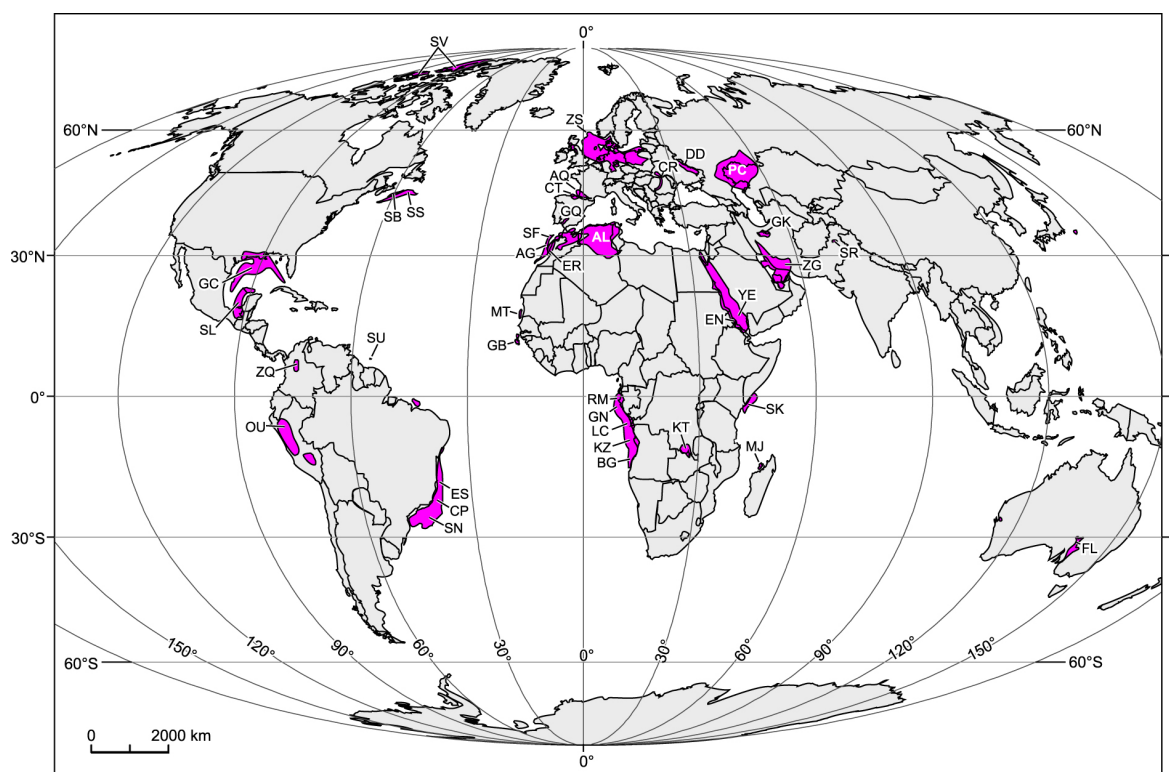 0°
SV
ZS
60°N
60°N
DD
CR
PC
AQ
CT
SB
SS
GQ
GK
SF
AL
SR
30°N
AG
ER
30°N
ZG
GC
YE
MT
EN
SL
GB
SU
ZQ
0°
0°
RM
SK
GN
OU
LC
KT
KZ
MJ
BG
ES
CP
SN
30°S
30°S
FL
150°
120°
90°
60°
30°
0°
30°
60°
90°
120°
150°
60°S
60°S
0
2000 km
0°